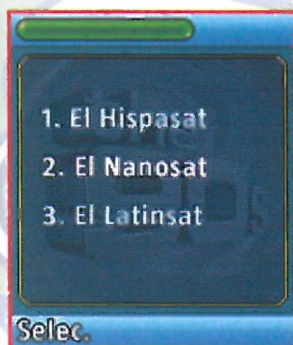 1. El Hispasat
2. El Nanosat
3. El Latinsat
Selec.